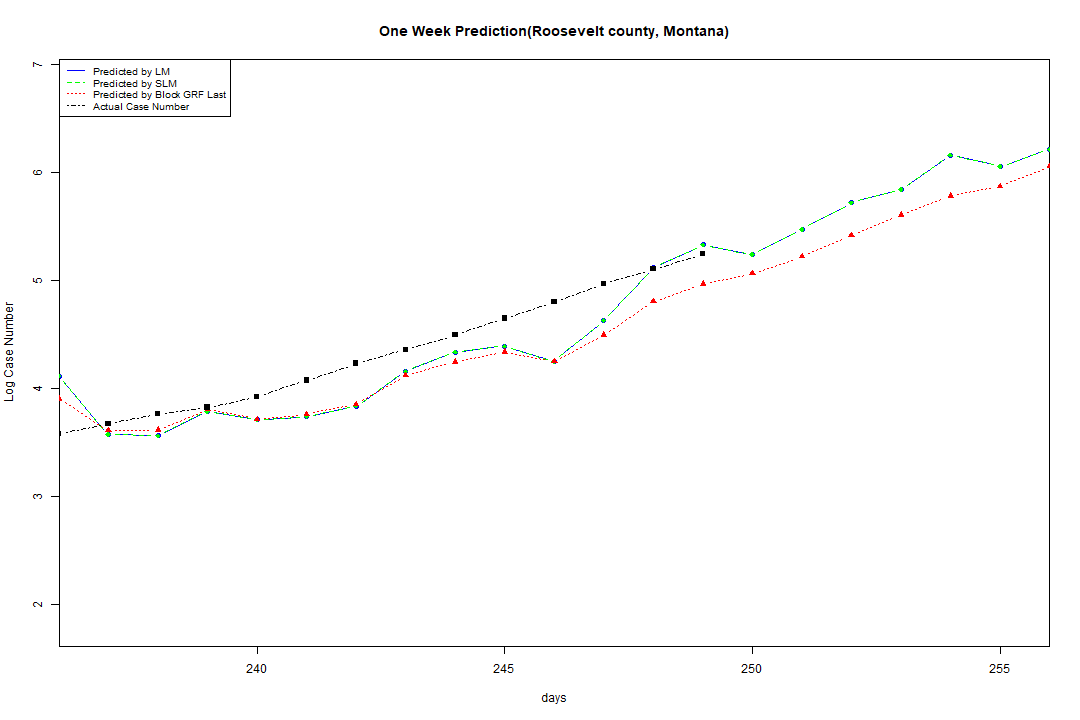 One Week Prediction(Roosevelt county, Montana)
Predicted by LM
Predicted by SLM
Predicted by Block GRF Last
Actual Case Number
7
6
5
4
3
2
Log Case Number
240
245
250
255
days